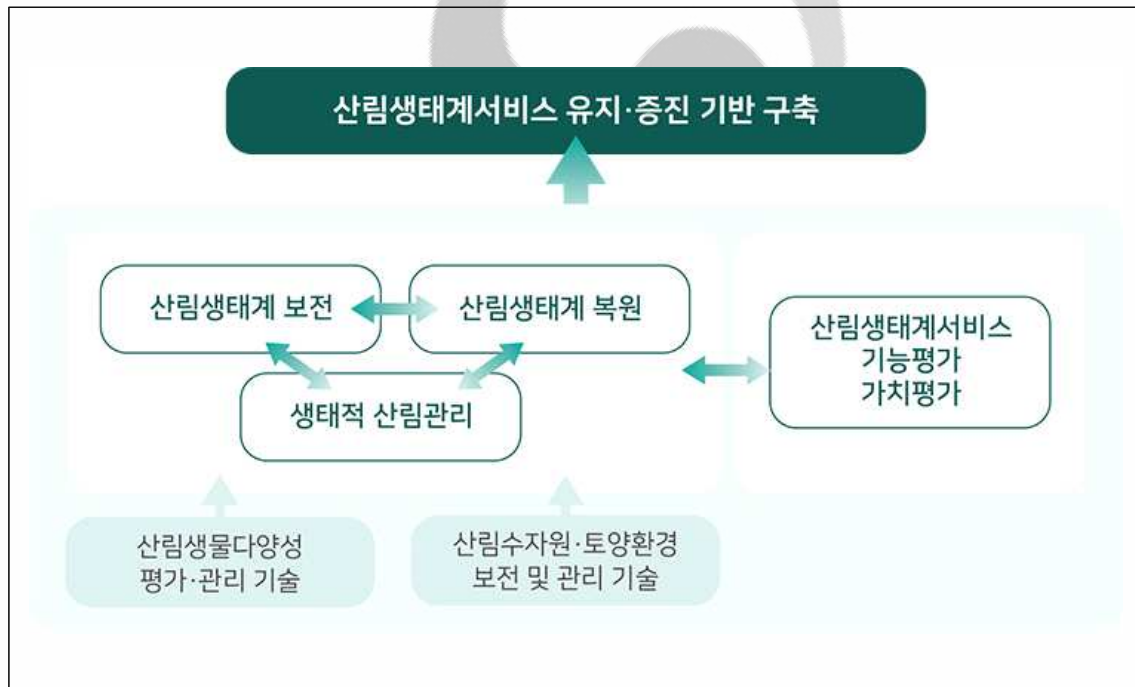 산림생태계서비스 유지·증진 기반 구축
산림생태계 보전
산림생태계 복원
생태적 산림관리
산림생태계서비스
기능평가
가치평가
산림생물다양성
평가·관리 기술
산림수자원·토양환경
보전 및 관리 기술